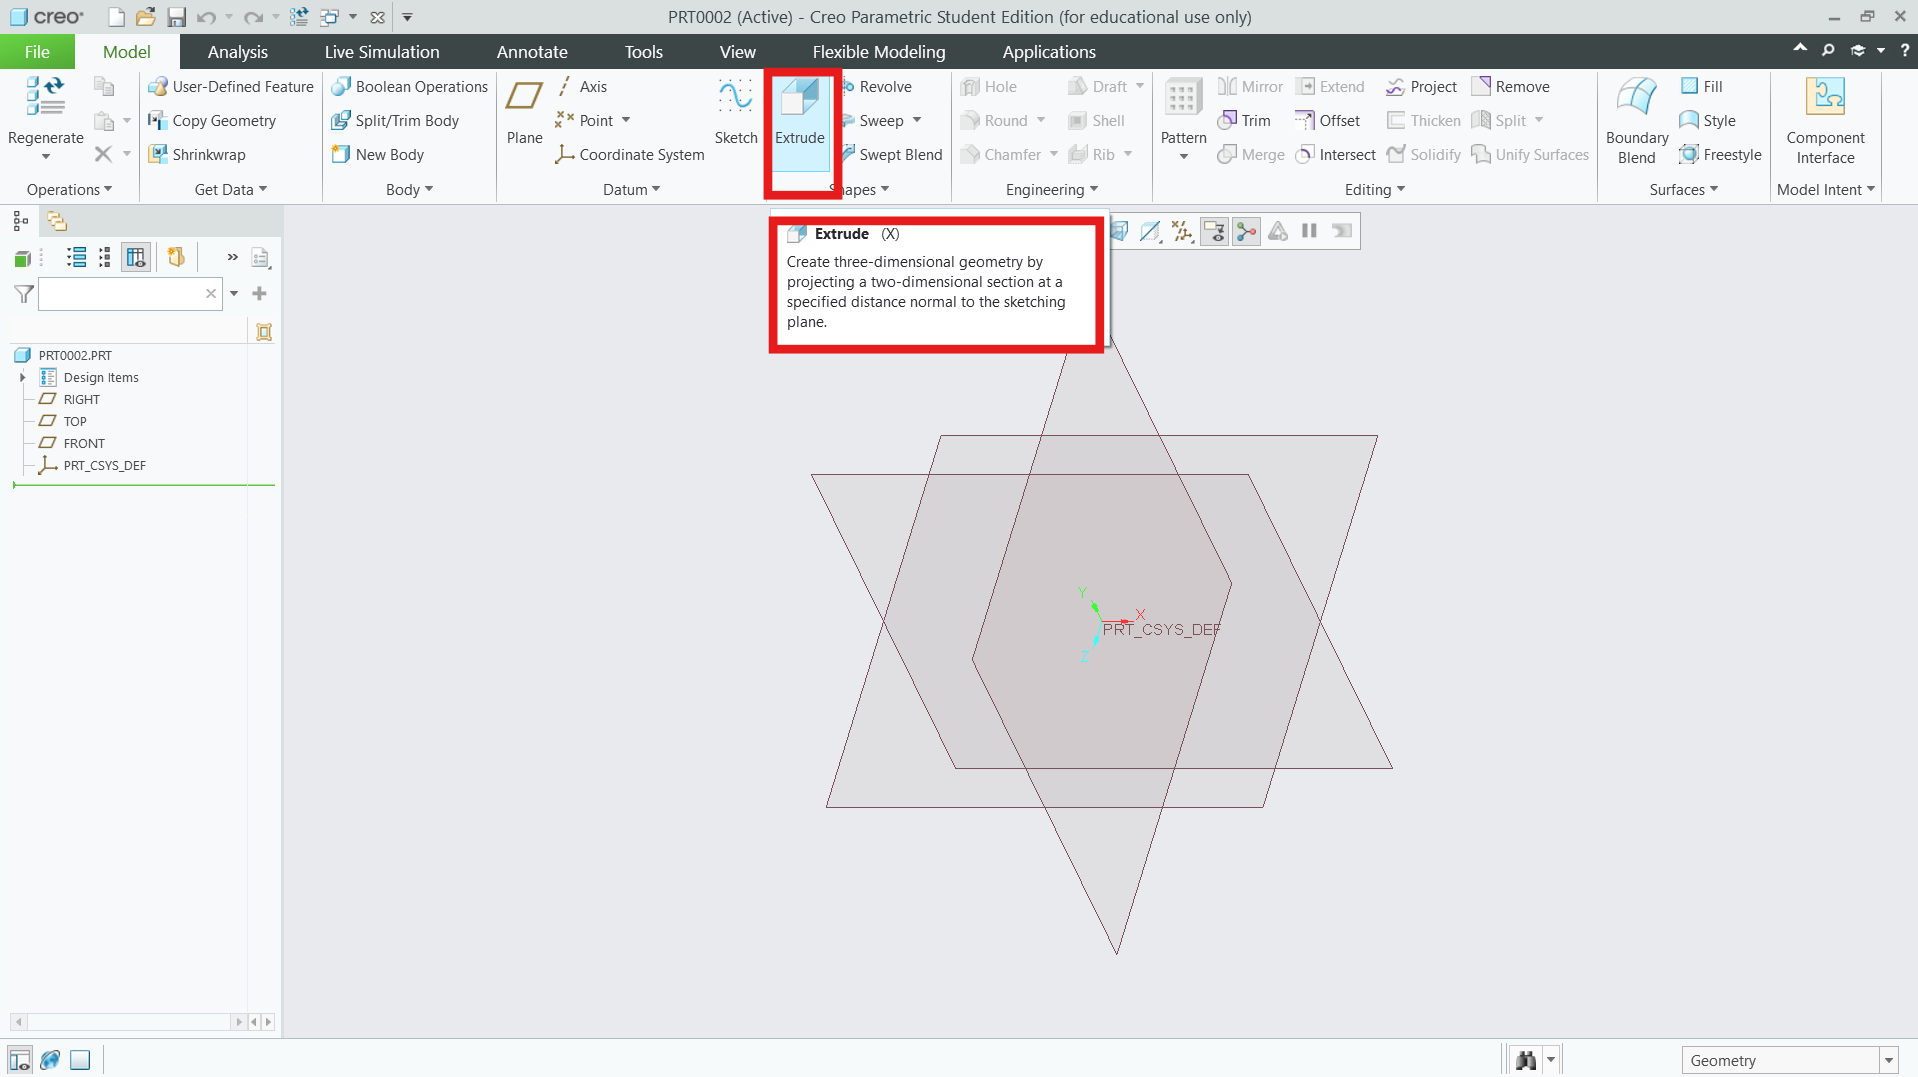 creo
PRT0002 (Active) - Creo Parametric Student Edition (for educational use only)
File Model Analysis Live Simulation Annotate Tools View Flexible Modeling Applications
Regenerate
Operations
User-Defined Feature
Copy Geometry
Shrinkwrap
Get Data
Boolean Operations
Split/Trim Body
New Body
Body
Plane
Axis
Point
Coordinate System
Sketch
Datum
Extrude
Revolve
Sweep
Swept Blend
hapes
Hole
Round
Chamfer
Draft
Shell
Rib
Engineering
Pattern
Mirror
Trim
Merge
Extend
Offset
Intersect
Project
Thicken
Solidify
Remove
Split
Unify Surfaces
Editing
Boundary
Blend
Fill
Style
Freestyle
Surfaces
Component
Interface
Model Intent
Extrude (X)
Create three-dimensional geometry by
projecting a two-dimensional section at a
specified distance normal to the sketching
plane.
PRT0002.PRT
Design Items
RIGHT
TOP
FRONT
PRT_CSYS_DEF
Y
X
PRT_CSYS_DEF
Z
Geometry